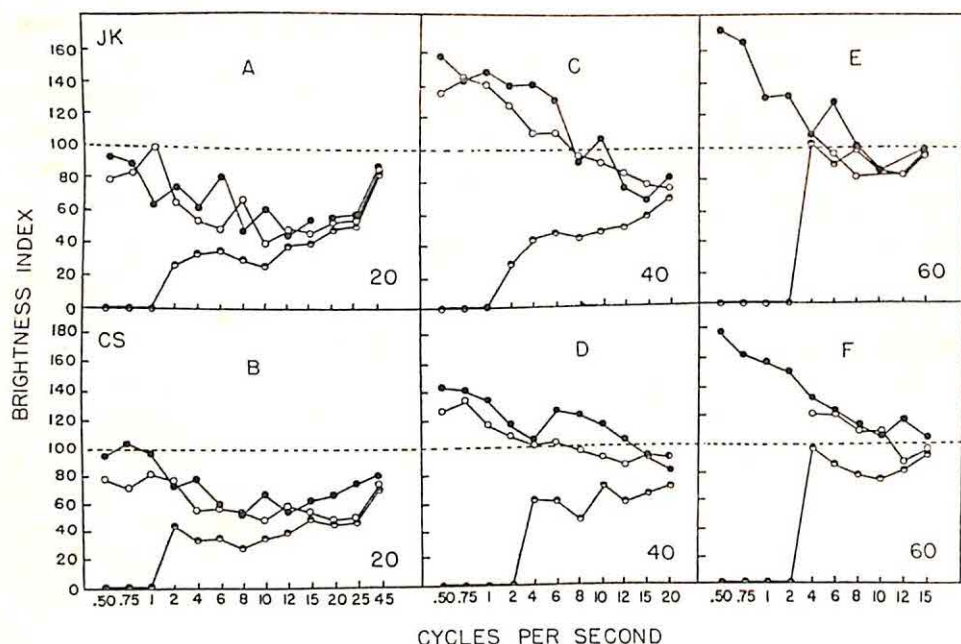 JK
A
C
E
160
140
120
100
80
60
40
20
0
20
40
60
CS
B
D
F
180
160
140
120
100
80
60
40
20
0
20
40
60
BRIGHTNESS INDEX
.50 .75 1 2 4 6 8 10 12 15 20 25 45
.50 .75 1 2 4 6 8 10 12 15 20
.50 .75 1 2 4 6 8 10 12 15
CYCLES PER SECOND